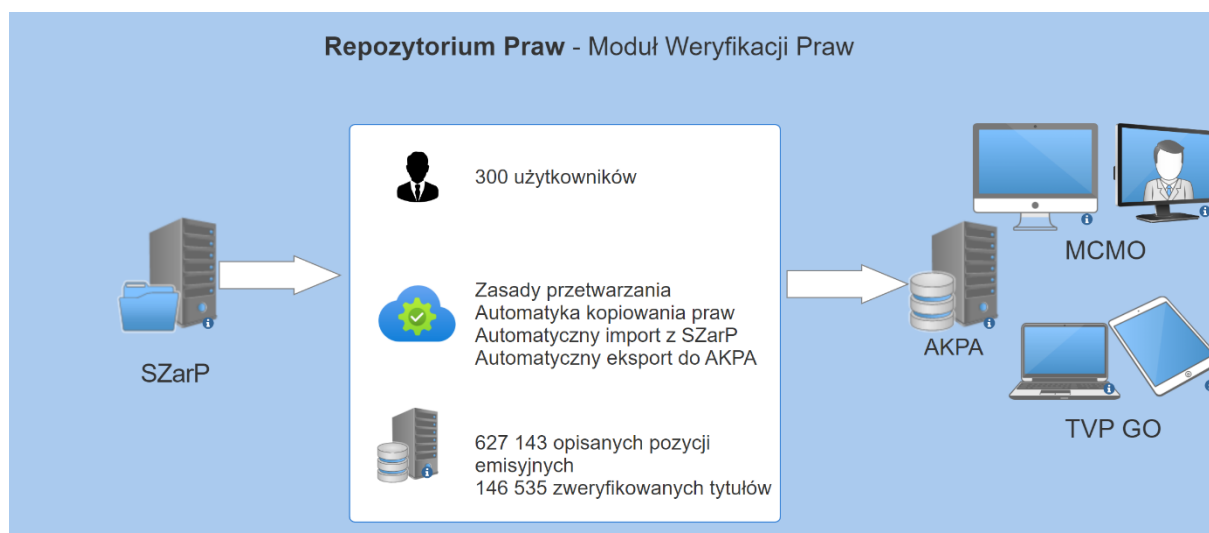 Repozytorium Praw - Moduł Weryfikacji Praw
300 użytkowników
Zasady przetwarzania
Automatyka kopiowania praw
Automatyczny import z SZarP
Automatyczny eksport do AKPA
627 143 opisanych pozycji
emisyjnych
146 535 zweryfikowanych tytułów
SZarP
AKPA
MCMO
TVP GO